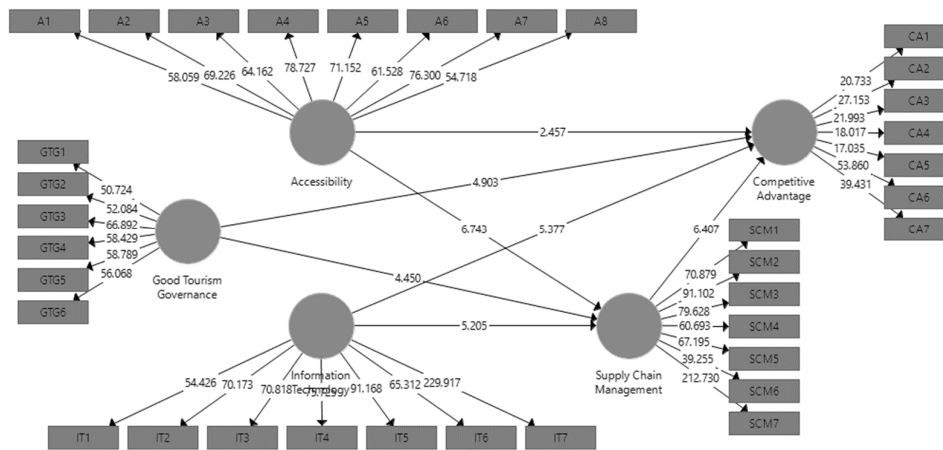 A1 A2 A3 A4 A5 A6 A7 A8
58.059 69.226 64.162 78.727 71.152 61.528 76.300 54.718
CA1
CA2
CA3
CA4
CA5
CA6
CA7
20.733
27.153
21.993
18.017
17.035
53.860
39.431
Accessibility
2.457
Competitive
Advantage
GTG1
GTG2
GTG3
GTG4
GTG5
GTG6
50.724
52.084
66.892
58.429
58.789
56.068
Good Tourism
Governance
4.903
6.743
5.377
6.407
4.450
5.205
SCM1
SCM2
SCM3
SCM4
SCM5
SCM6
SCM7
70.879
91.102
79.628
60.693
67.195
39.255
212.730
Supply Chain
Management
Information
Technology
54.426 70.173 70.818 91.168 65.312 229.917
IT1 IT2 IT3 IT4 IT5 IT6 IT7